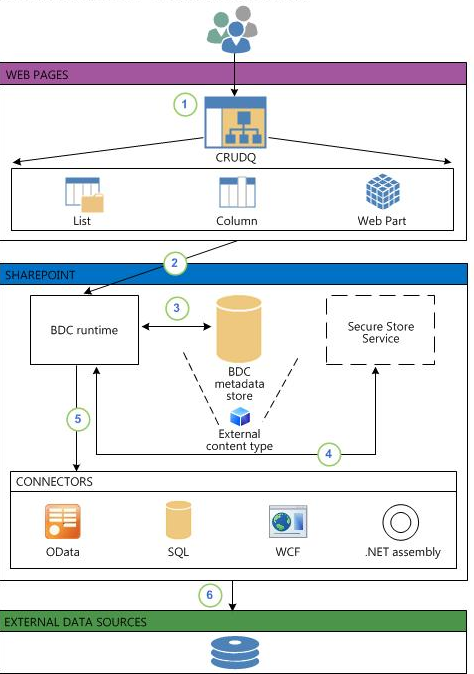 WEB PAGES
1
CRUDQ
List
Column
Web Part
2
SHAREPOINT
BDC runtime
3
BDC
metadata
store
Secure Store
Service
External
content type
5
4
CONNECTORS
OData
SQL
WCF
.NET assembly
6
EXTERNAL DATA SOURCES